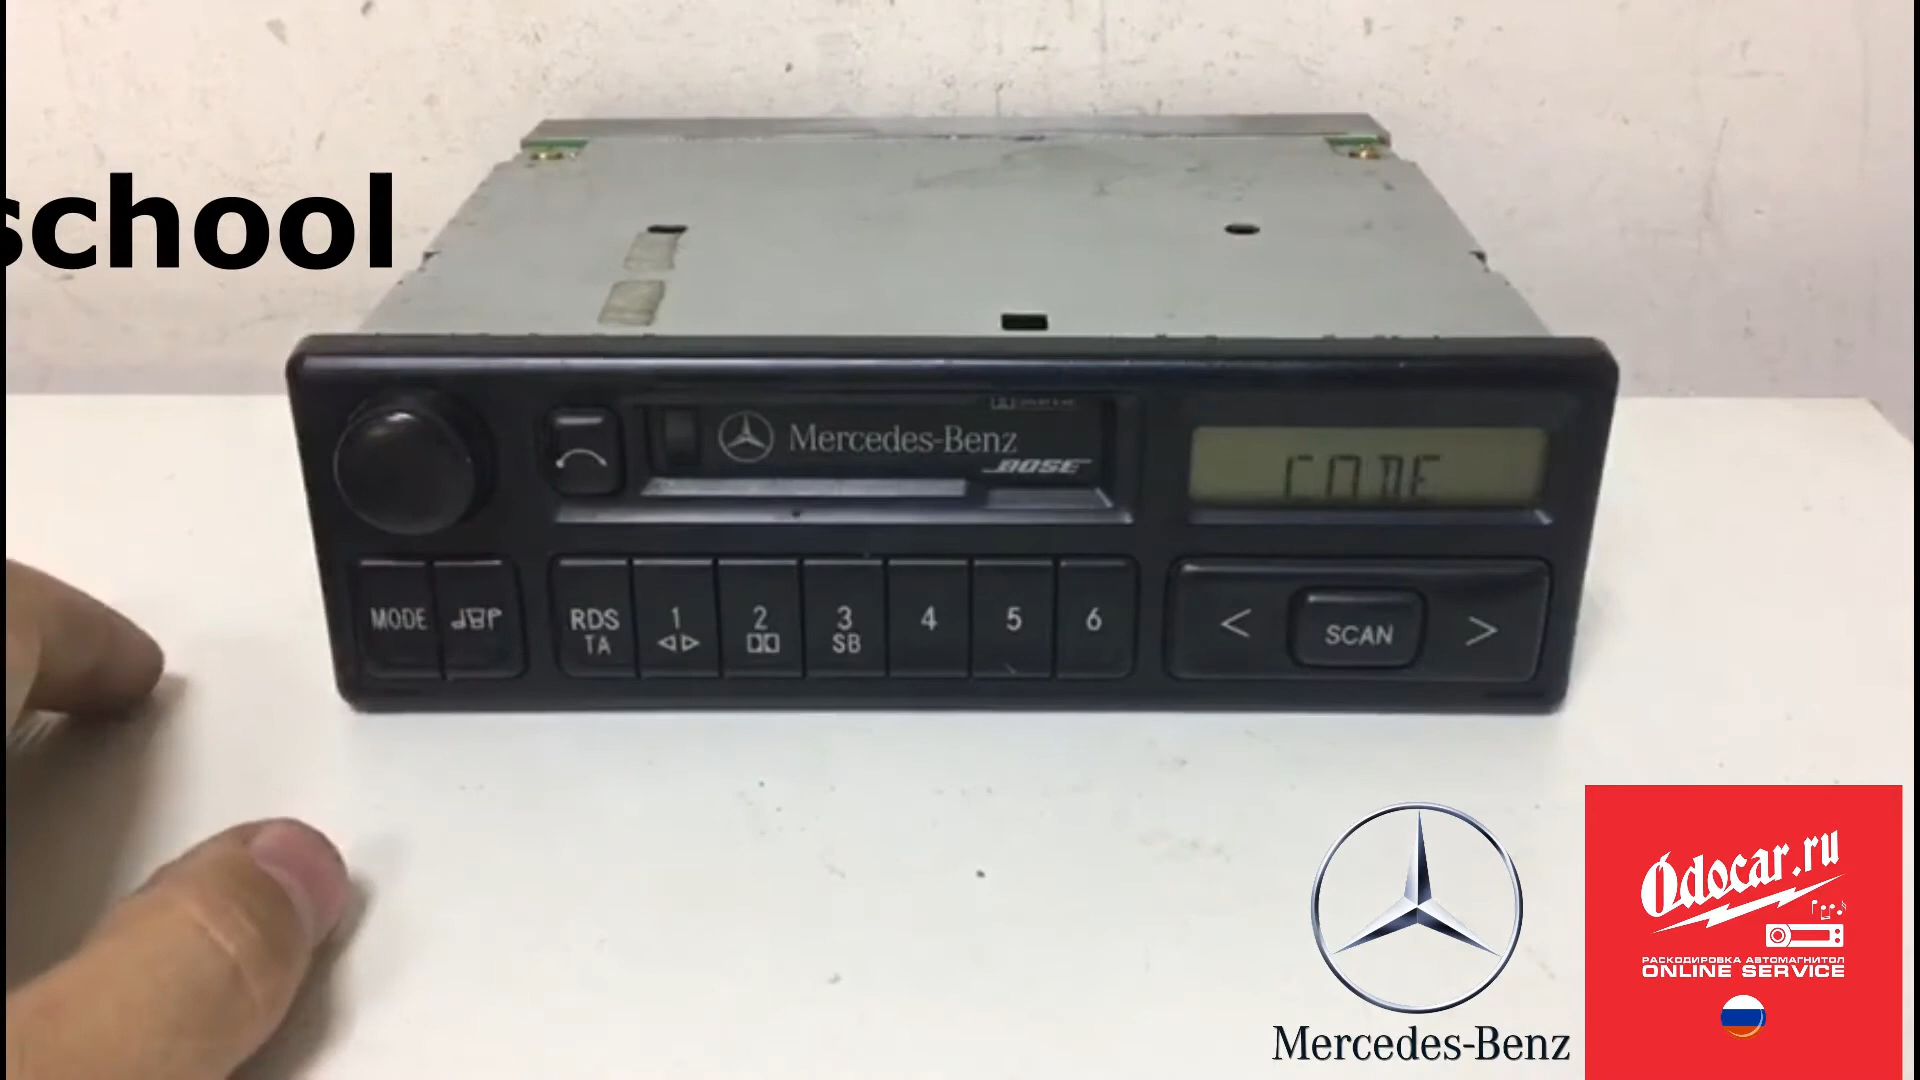 school
Mercedes-Benz
BOSE
CODE
MODE
RDS
TA
1
2
3
SB
4
5
6
<
SCAN
>
Odocar.ru
РАСКОДИРОВКА АВТОМАГНИТОЛ
ONLINE SERVICE
Mercedes-Benz